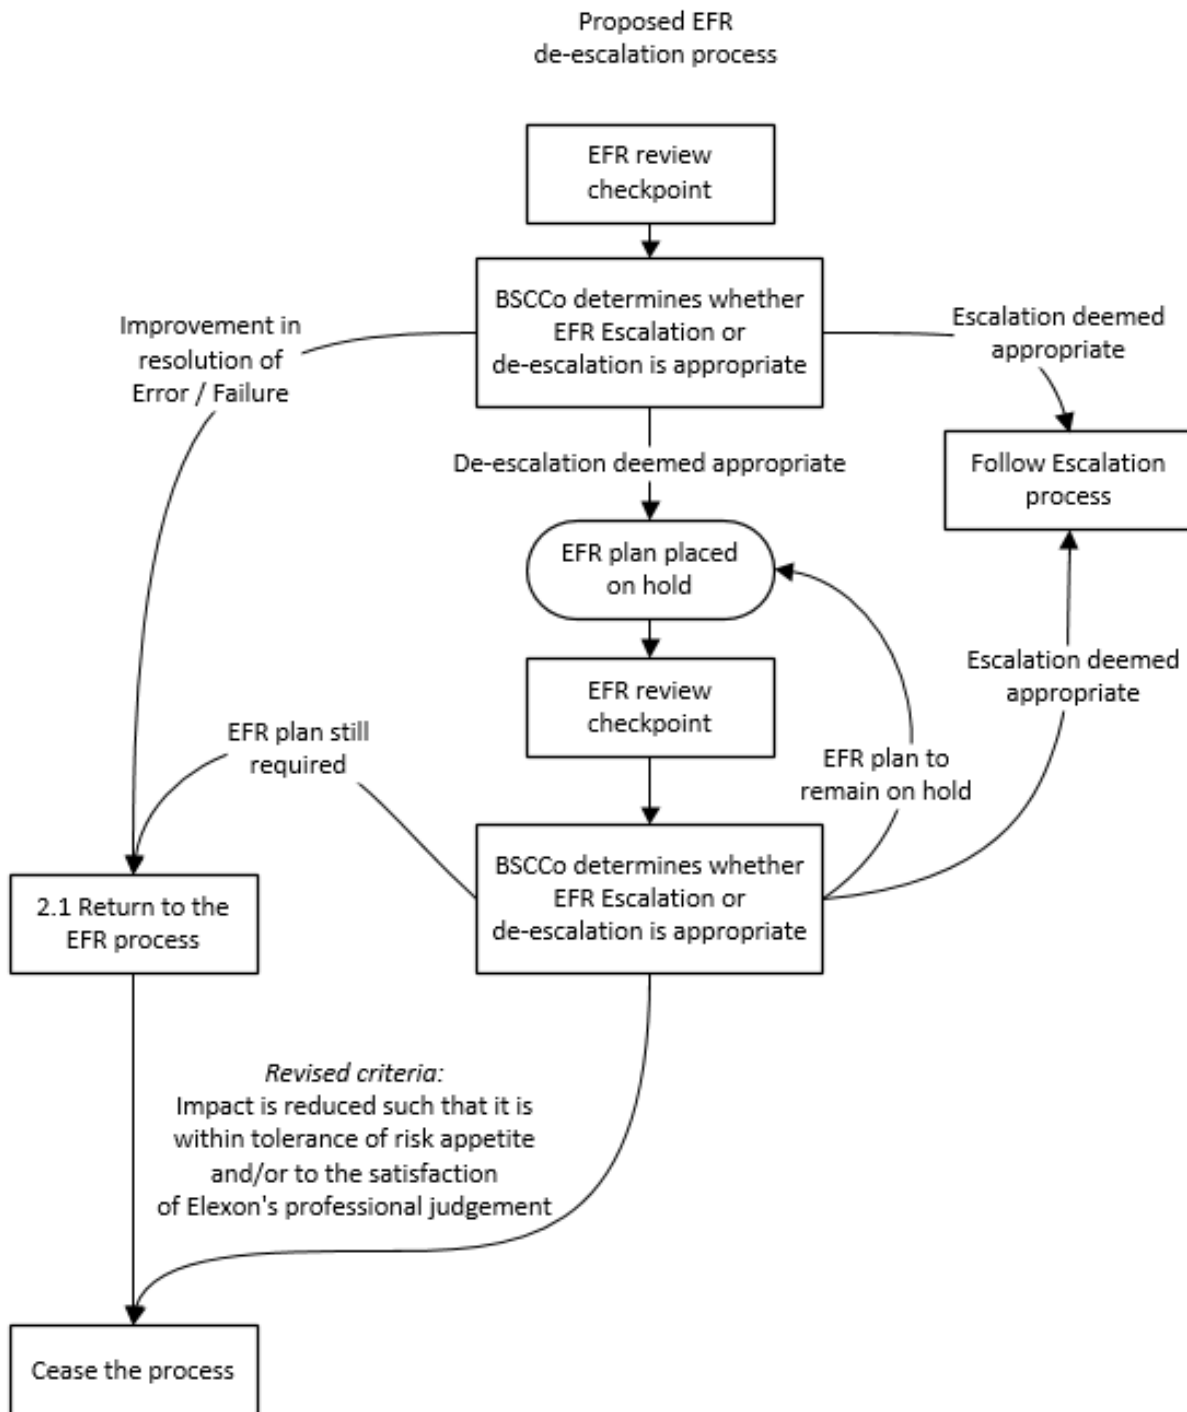 Proposed EFR
de-escalation process
EFR review
checkpoint
BSCCo determines whether
EFR Escalation or
de-escalation is appropriate
Improvement in
resolution of
Error / Failure
Escalation deemed
appropriate
De-escalation deemed appropriate
Follow Escalation
process
EFR plan placed
on hold
EFR review
checkpoint
Escalation deemed
appropriate
EFR plan still
required
EFR plan to
remain on hold
BSCCo determines whether
EFR Escalation or
de-escalation is appropriate
2.1 Return to the
EFR process
Revised criteria:
Impact is reduced such that it is
within tolerance of risk appetite
and/or to the satisfaction
of Elexon's professional judgement
Cease the process